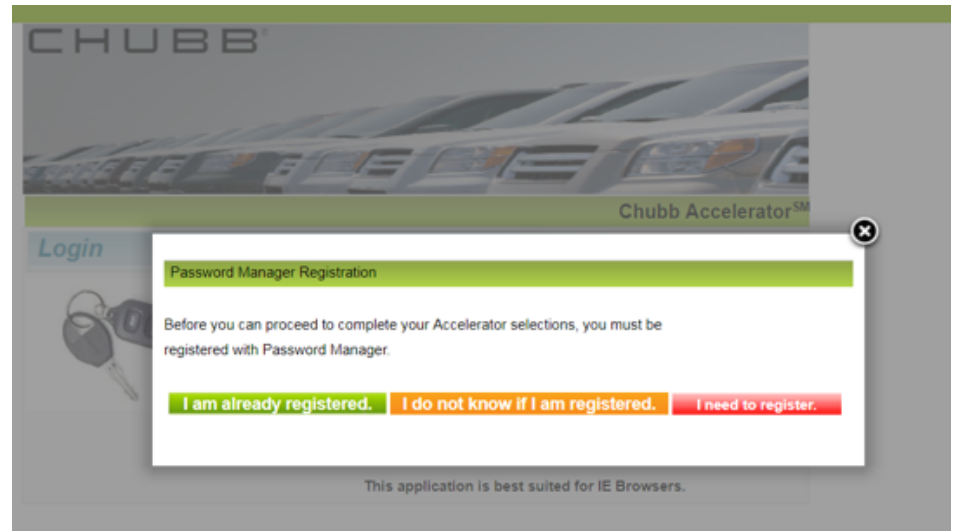 CHUBB®
Chubb Accelerator℠
Login
Password Manager Registration
Before you can proceed to complete your Accelerator selections, you must be
registered with Password Manager.
I am already registered.
I do not know if I am registered.
I need to register.
This application is best suited for IE Browsers.